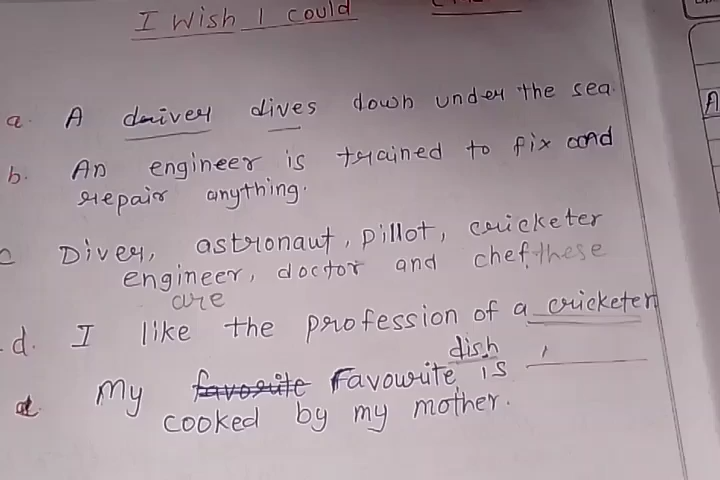 I Wish I could
a. A driver dives down under the sea.
b. An engineer is trained to fix and
repair anything.
c Diver, astronaut, pillot, cricketer
engineer, doctor and chef. these
are
d. I like the profession of a cricketer
dish
d. My favorite Favourite is
cooked by my mother.
A